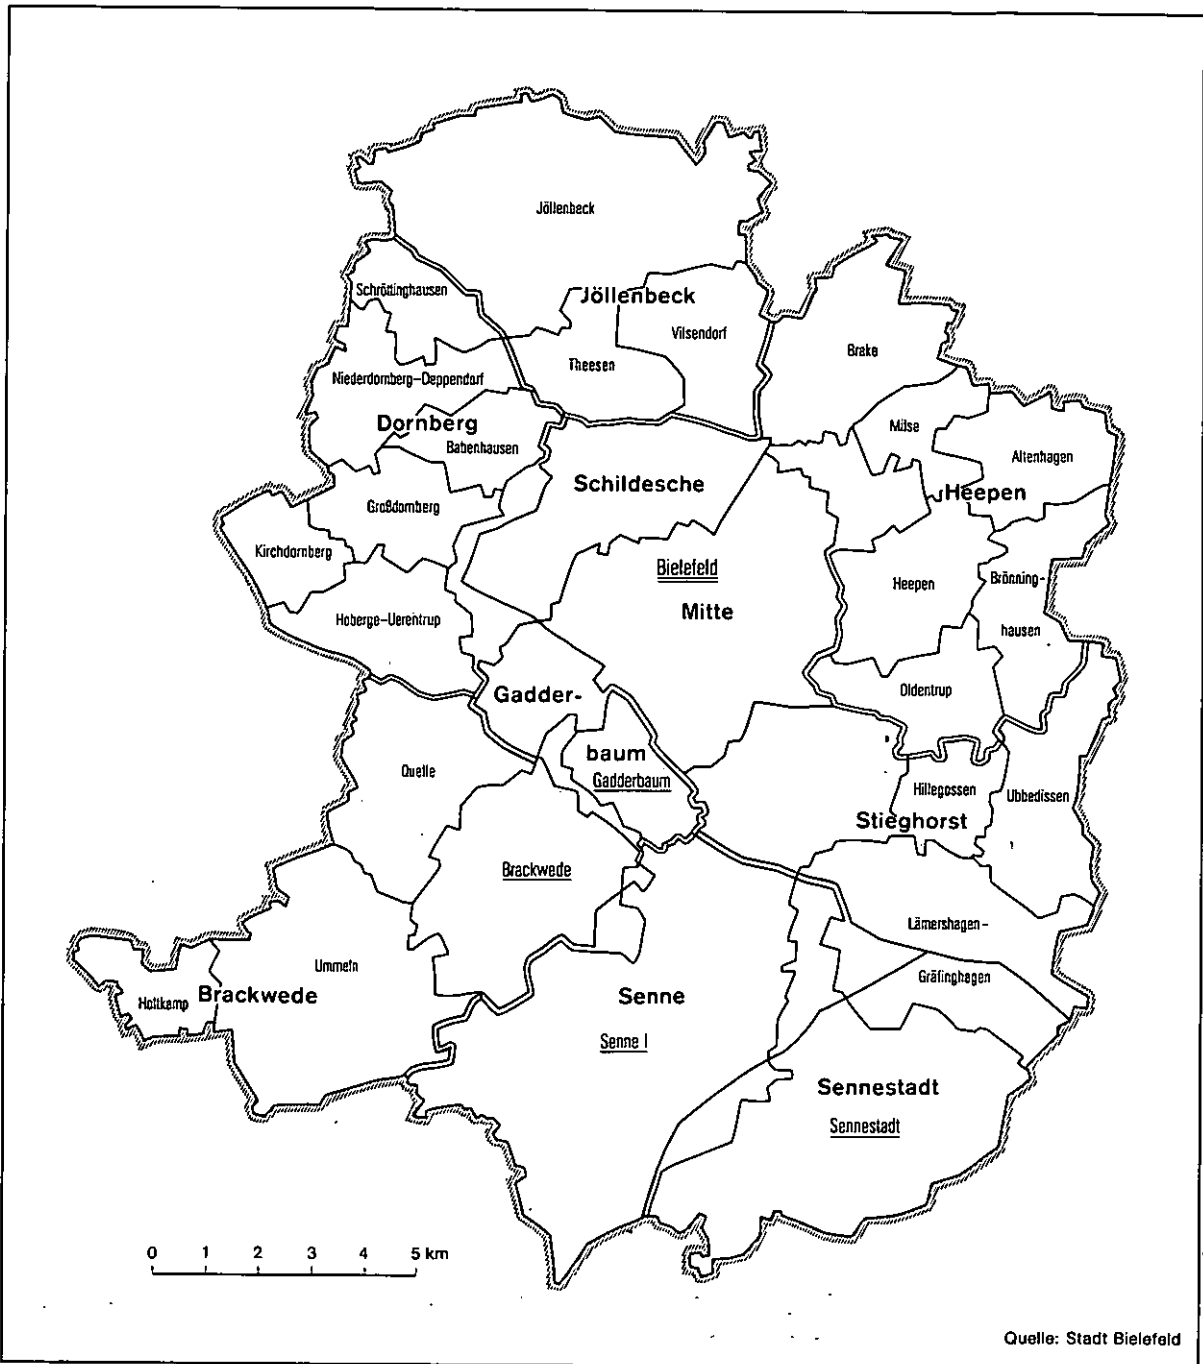 Jöllenbeck
Schröttinghausen
Jöllenbeck
Vilsendorf
Brake
Theesen
Niederdornberg-Deppendorf
Dornberg
Babenhausen
Milse
Altenhagen
Schildesche
Heepen
Großdornberg
Kirchdornberg
Bielefeld
Heepen
Brönning-
hausen
Mitte
Hoberge-Uerentrup
Gadder-
baum
Gadderbaum
Oldentrup
Quelle
Hillegossen
Ubbedissen
Stieghorst
Brackwede
Lämershagen-
Gräfinghagen
Ummeln
Holtkamp
Brackwede
Senne
Senne I
Sennestadt
Sennestadt
0 1 2 3 4 5 km
Quelle: Stadt Bielefeld